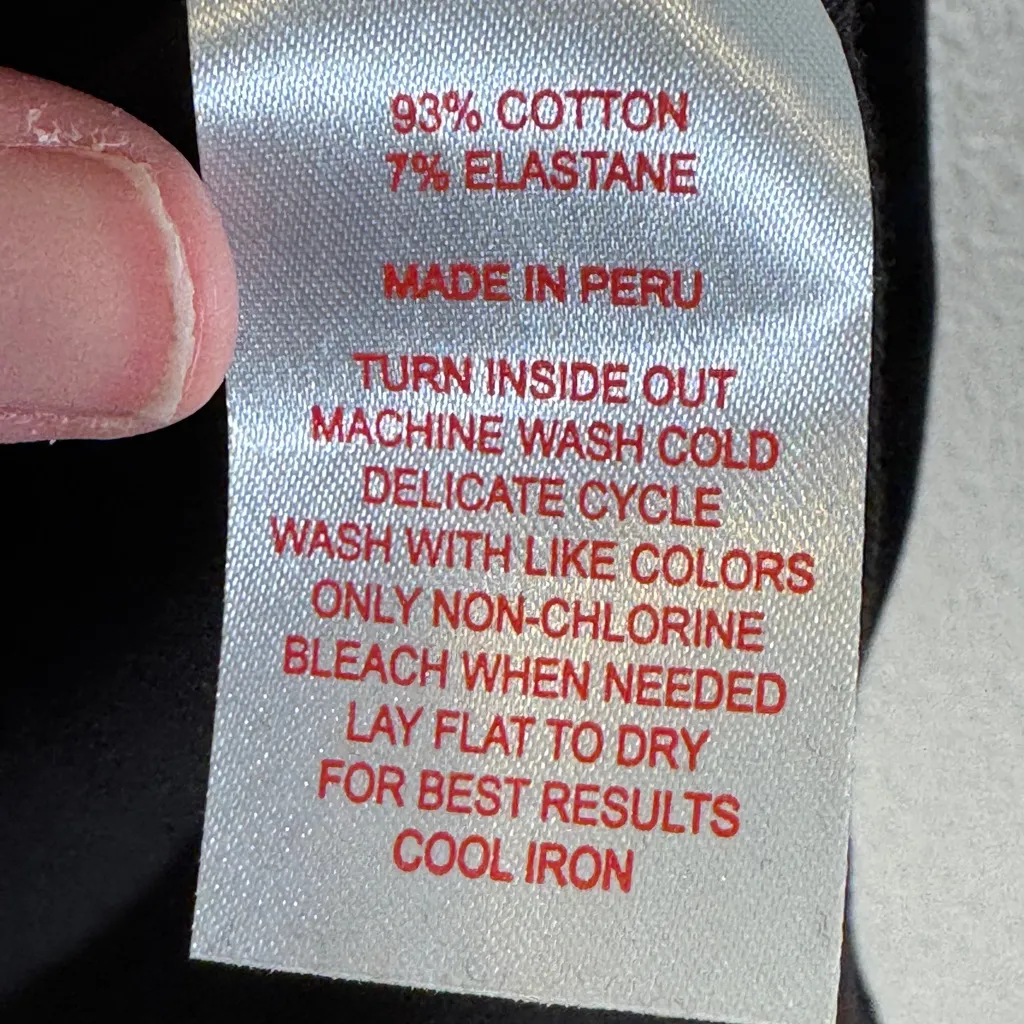 93% COTTON
7% ELASTANE
MADE IN PERU
TURN INSIDE OUT
MACHINE WASH COLD
DELICATE CYCLE
WASH WITH LIKE COLORS
ONLY NON-CHLORINE
BLEACH WHEN NEEDED
LAY FLAT TO DRY
FOR BEST RESULTS
COOL IRON